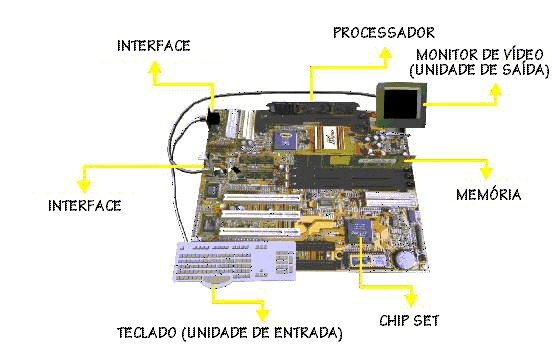 INTERFACE
PROCESSADOR
MONITOR DE VÍDEO
(UNIDADE DE SAÍDA)
INTERFACE
MEMÓRIA
TECLADO (UNIDADE DE ENTRADA)
CHIP SET